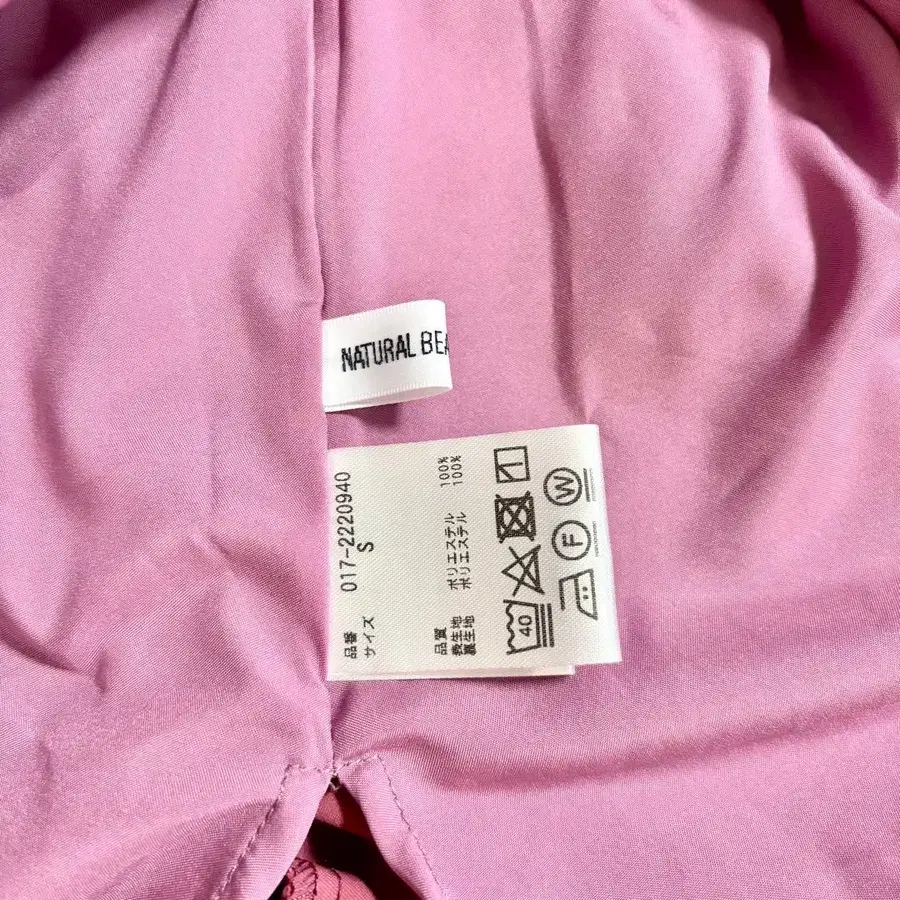 NATURAL BEA
品番 017-2220940
サイズ S
品質
表生地 ポリエステル 100%
裏生地 ポリエステル 100%
40
F
W